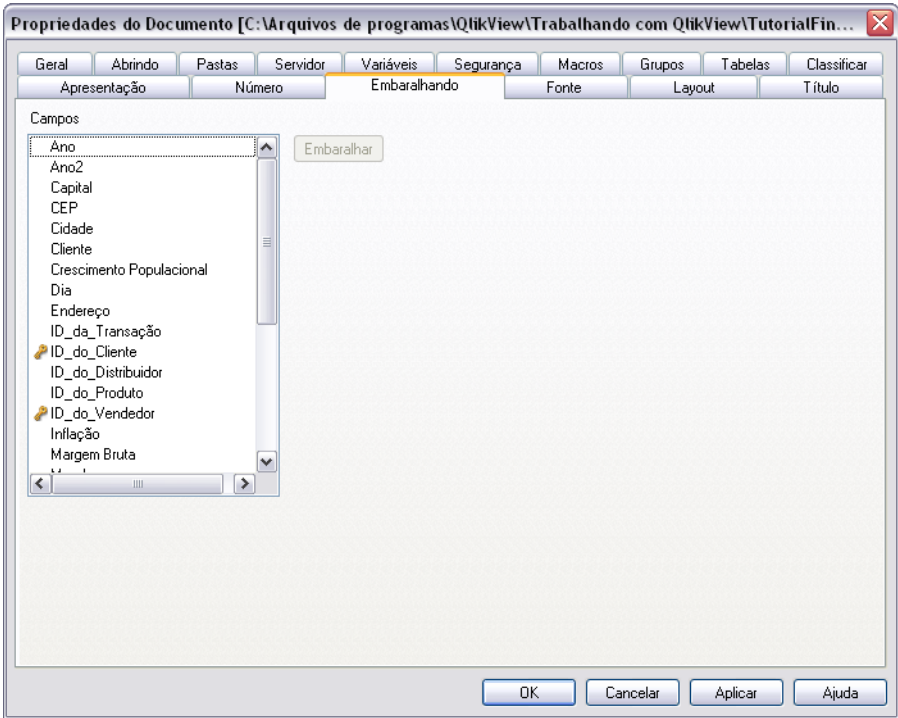 Propriedades do Documento [C:\Arquivos de programas\QlikView\Trabalhando com QlikView\TutorialFin...
Geral Abrindo Pastas Servidor Variáveis Segurança Macros Grupos Tabelas Classificar
Apresentação Número Embaralhando Fonte Layout Título
Campos
Ano
Embaralhar
Ano2
Capital
CEP
Cidade
Cliente
Crescimento Populacional
Dia
Endereço
ID_da_Transação
ID_do_Cliente
ID_do_Distribuidor
ID_do_Produto
ID_do_Vendedor
Inflação
Margem Bruta
OK Cancelar Aplicar Ajuda